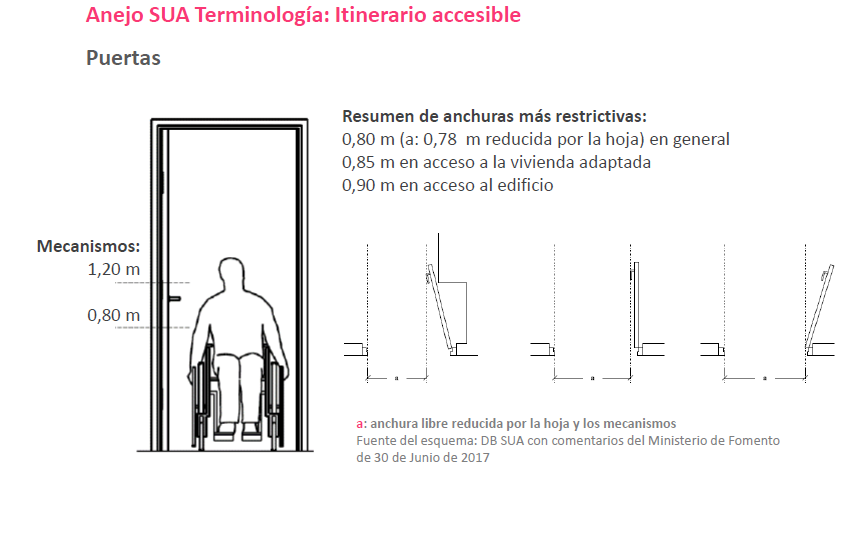 Anejo SUA Terminología: Itinerario accesible
Puertas
Resumen de anchuras más restrictivas:
0,80 m (a: 0,78  m reducida por la hoja) en general
0,85 m en acceso a la vivienda adaptada
0,90 m en acceso al edificio
Mecanismos:
1,20 m
0,80 m
a
a
a
a: anchura libre reducida por la hoja y los mecanismos
Fuente del esquema: DB SUA con comentarios del Ministerio de Fomento
de 30 de Junio de 2017